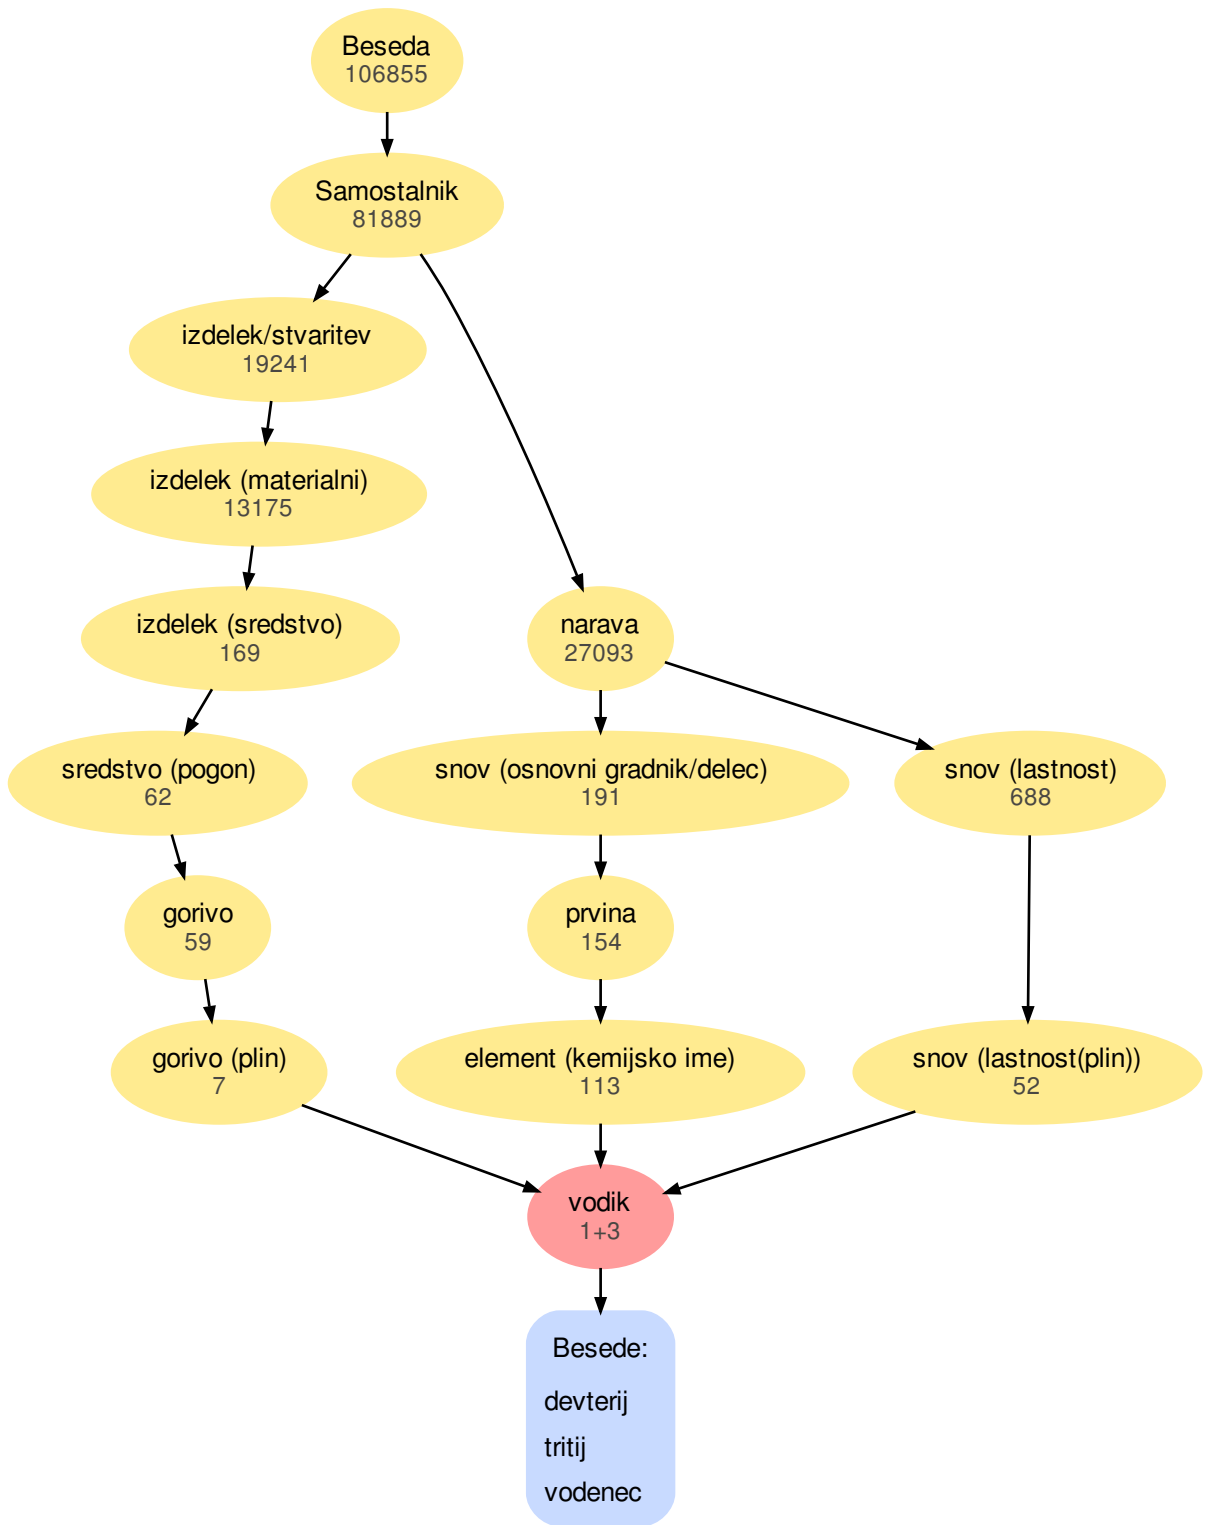 Beseda
106855
Samostalnik
81889
izdelek/stvaritev
19241
izdelek (materialni)
13175
izdelek (sredstvo)
169
narava
27093
sredstvo (pogon)
62
snov (osnovni gradnik/delec)
191
snov (lastnost)
688
gorivo
59
prvina
154
gorivo (plin)
7
element (kemijsko ime)
113
snov (lastnost(plin))
52
vodik
1+3
Besede:
devterij
tritij
vodenec